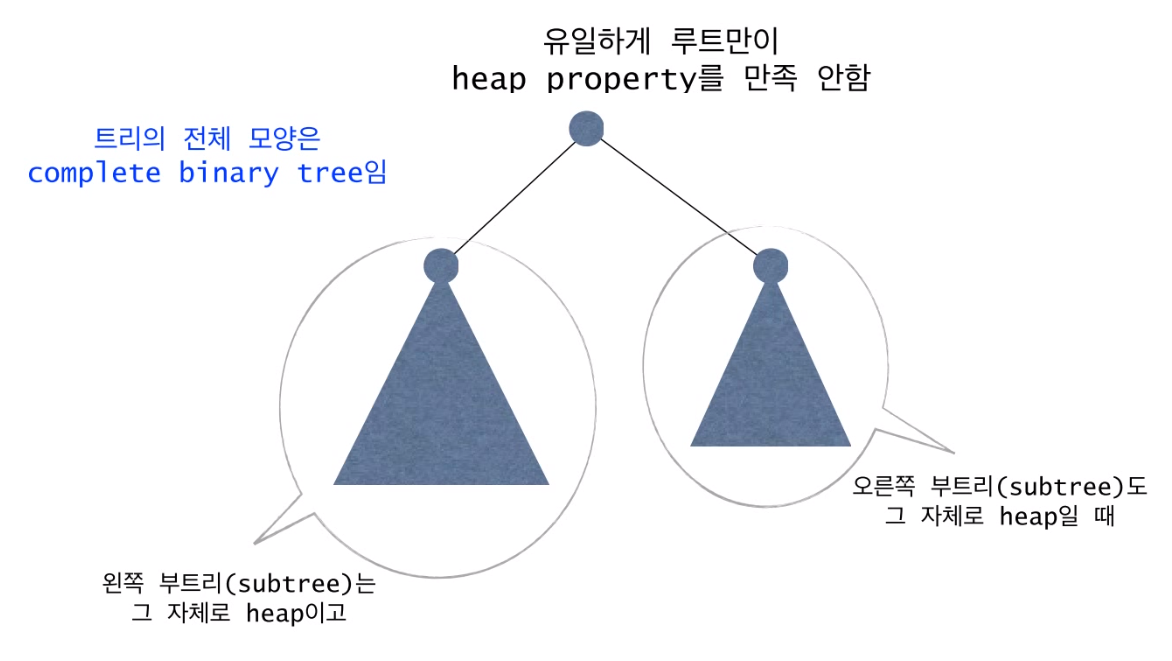 유일하게 루트만이
heap property를 만족 안함
트리의 전체 모양은
complete binary tree임
오른쪽 부트리(subtree)도
그 자체로 heap일 때
왼쪽 부트리(subtree)는
그 자체로 heap이고